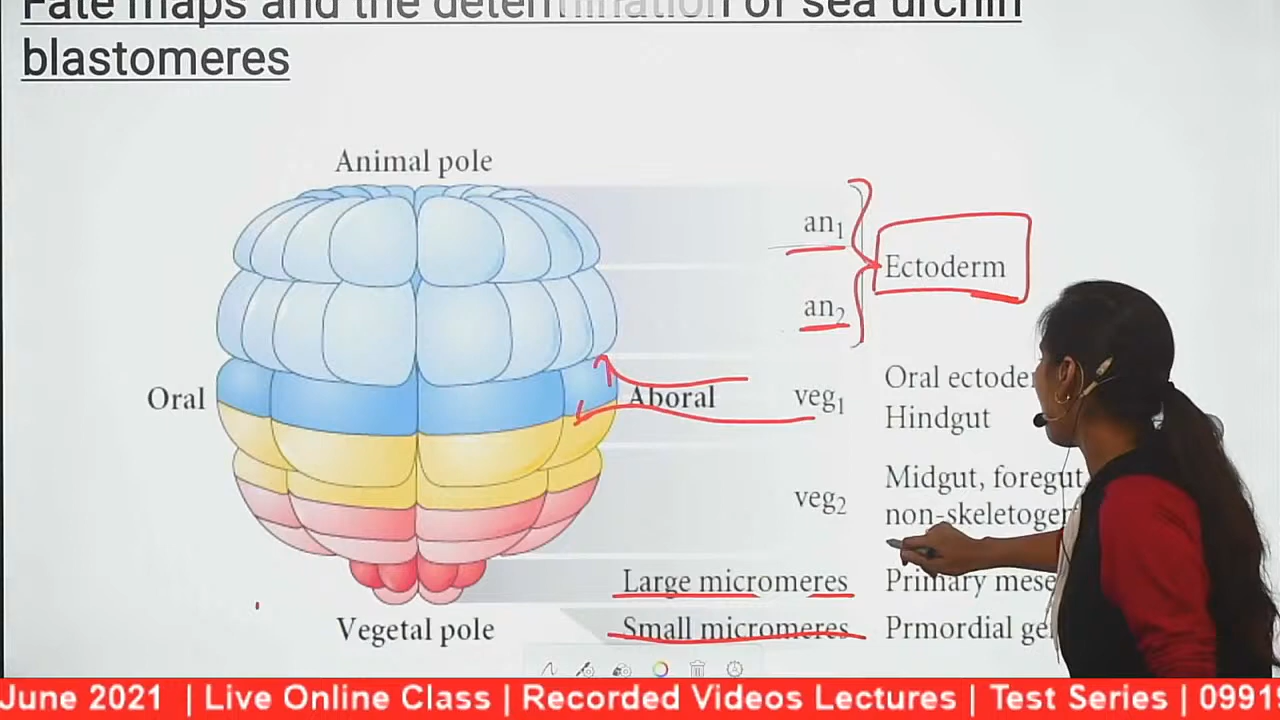 Fate maps and the determination of sea urchin
blastomeres
Animal pole
an1
Ectoderm
an2
Oral
Aboral
veg1
Oral ectoder
Hindgut
veg2
Midgut, foregut
non-skeletogen
Large micromeres
Primary mese
Small micromeres
Prmordial ge
Vegetal pole
June 2021 | Live Online Class | Recorded Videos Lectures | Test Series | 0991